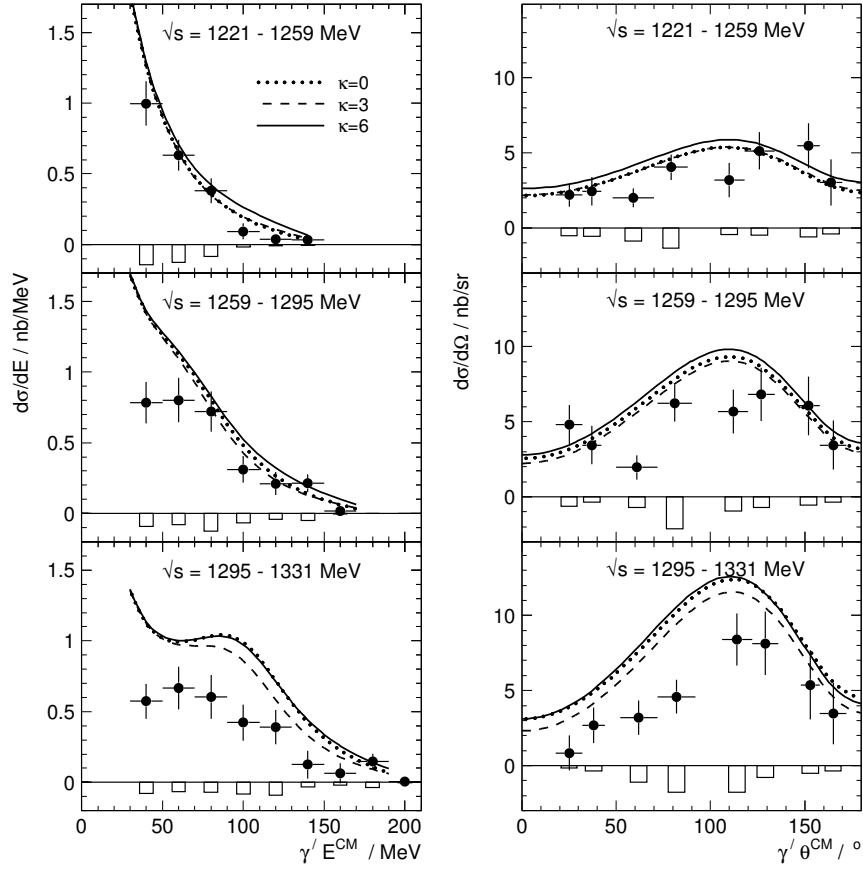 √s = 1221 - 1259 MeV
κ=0
κ=3
κ=6
1.5
1
0.5
0
√s = 1259 - 1295 MeV
1.5
1
0.5
0
√s = 1295 - 1331 MeV
1.5
1
0.5
0
dσ/dE / nb/MeV
0 50 100 150 200
γ′ E^CM / MeV
√s = 1221 - 1259 MeV
10
5
0
√s = 1259 - 1295 MeV
10
5
0
√s = 1295 - 1331 MeV
10
5
0
dσ/dΩ / nb/sr
0 50 100 150
γ′ θ^CM / °